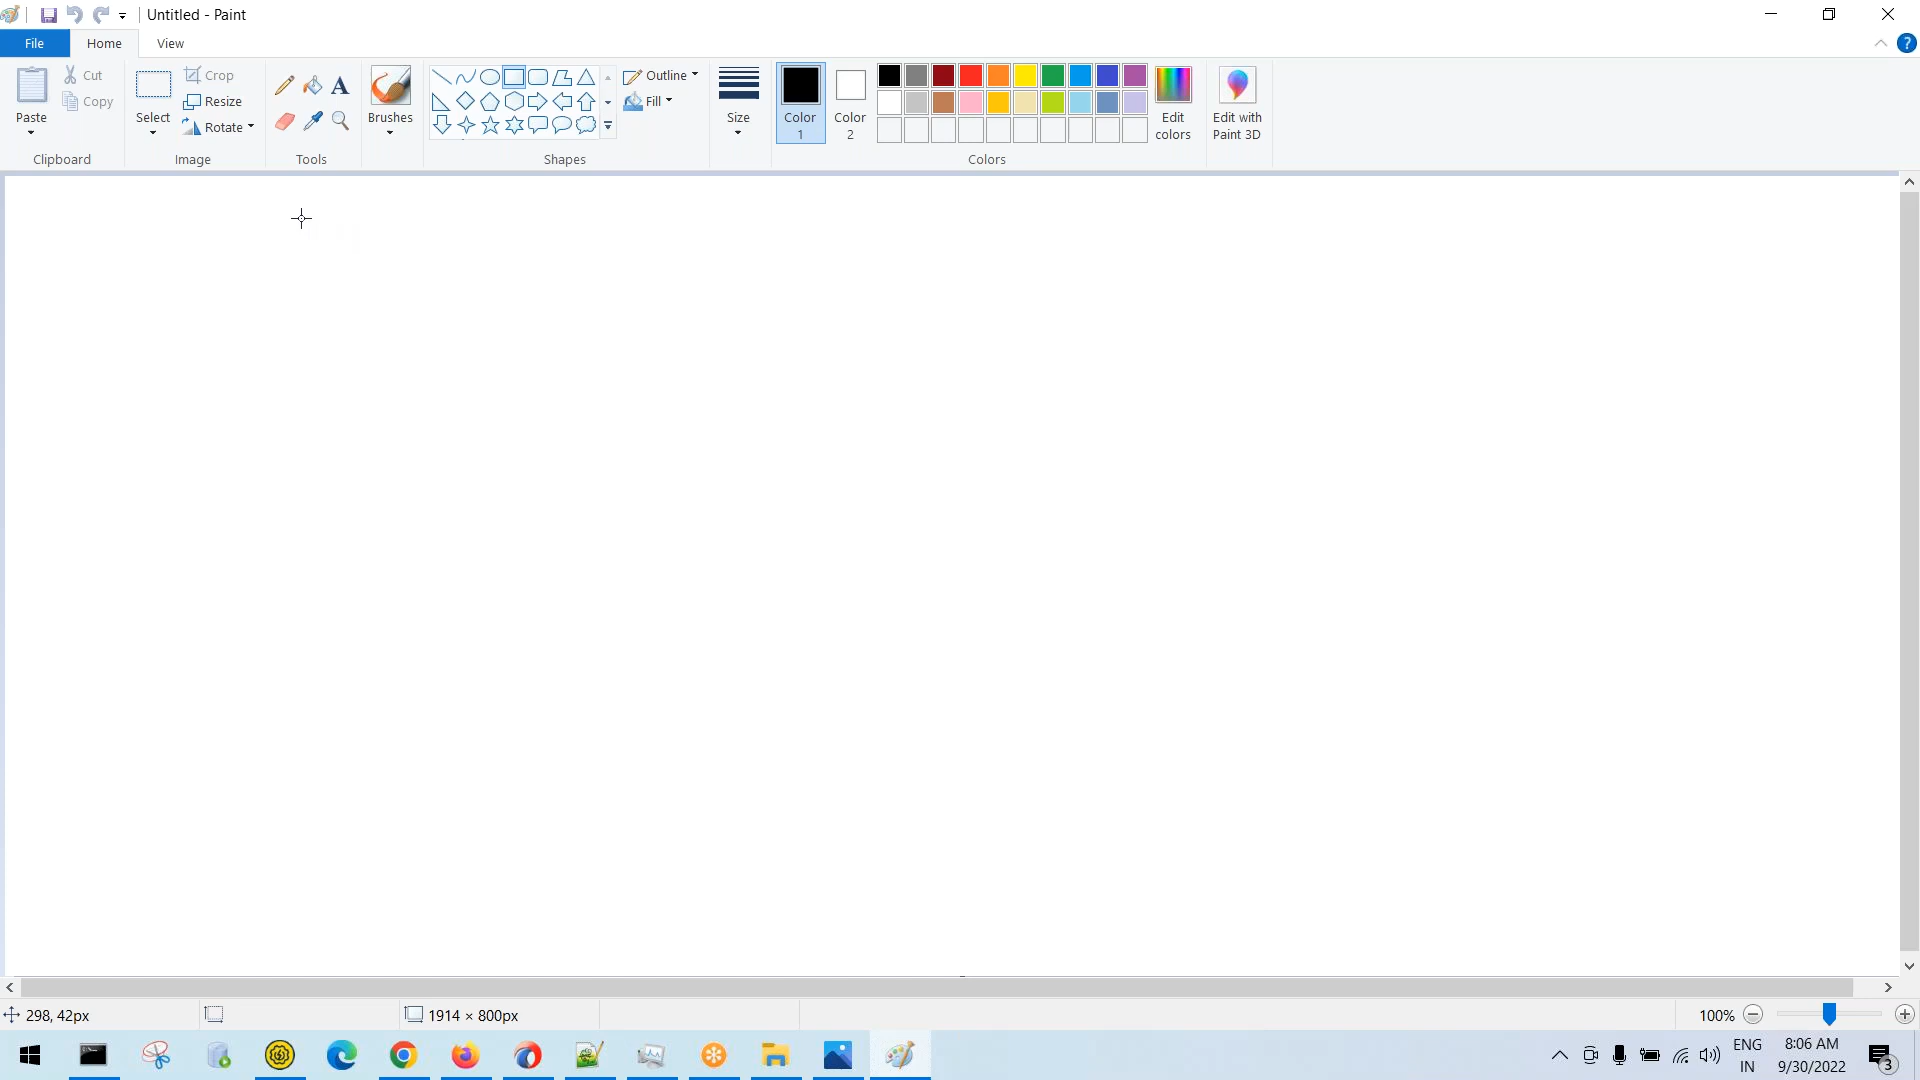 Untitled - Paint
File
Home
View
Paste
Cut
Copy
Clipboard
Select
Crop
Resize
Rotate
Image
A
Tools
Brushes
Outline
Fill
Shapes
Size
Color
1
Color
2
Edit
colors
Colors
Edit with
Paint 3D
?
298, 42px
1914 × 800px
100%
ENG
IN
8:06 AM
9/30/2022
3